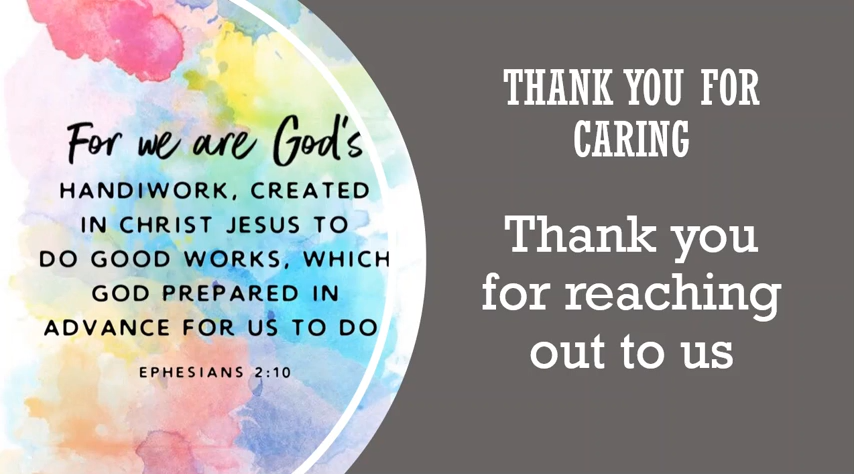 For we are God's
HANDIWORK, CREATED
IN CHRIST JESUS TO
DO GOOD WORKS, WHICH
GOD PREPARED IN
ADVANCE FOR US TO DO
EPHESIANS 2:10
THANK YOU FOR
CARING
Thank you
for reaching
out to us